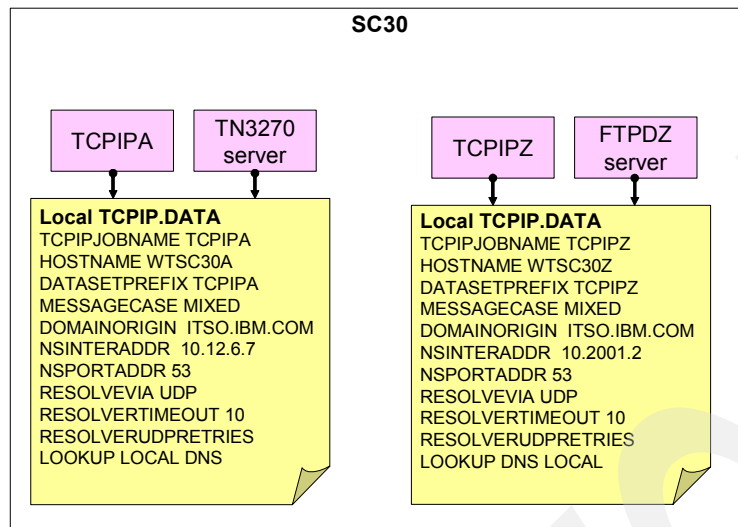 SC30
TCPIPA
TN3270
server
TCPIPZ
FTPDZ
server
Local TCPIP.DATA
TCPIPJOBNAME TCPIPA
HOSTNAME WTSC30A
DATASETPREFIX TCPIPA
MESSAGECASE MIXED
DOMAINORIGIN ITSO.IBM.COM
NSINTERADDR 10.12.6.7
NSPORTADDR 53
RESOLVEVIA UDP
RESOLVERTIMEOUT 10
RESOLVERUDPRETRIES
LOOKUP LOCAL DNS
Local TCPIP.DATA
TCPIPJOBNAME TCPIPZ
HOSTNAME WTSC30Z
DATASETPREFIX TCPIPZ
MESSAGECASE MIXED
DOMAINORIGIN ITSO.IBM.COM
NSINTERADDR 10.2001.2
NSPORTADDR 53
RESOLVEVIA UDP
RESOLVERTIMEOUT 10
RESOLVERUDPRETRIES
LOOKUP DNS LOCAL